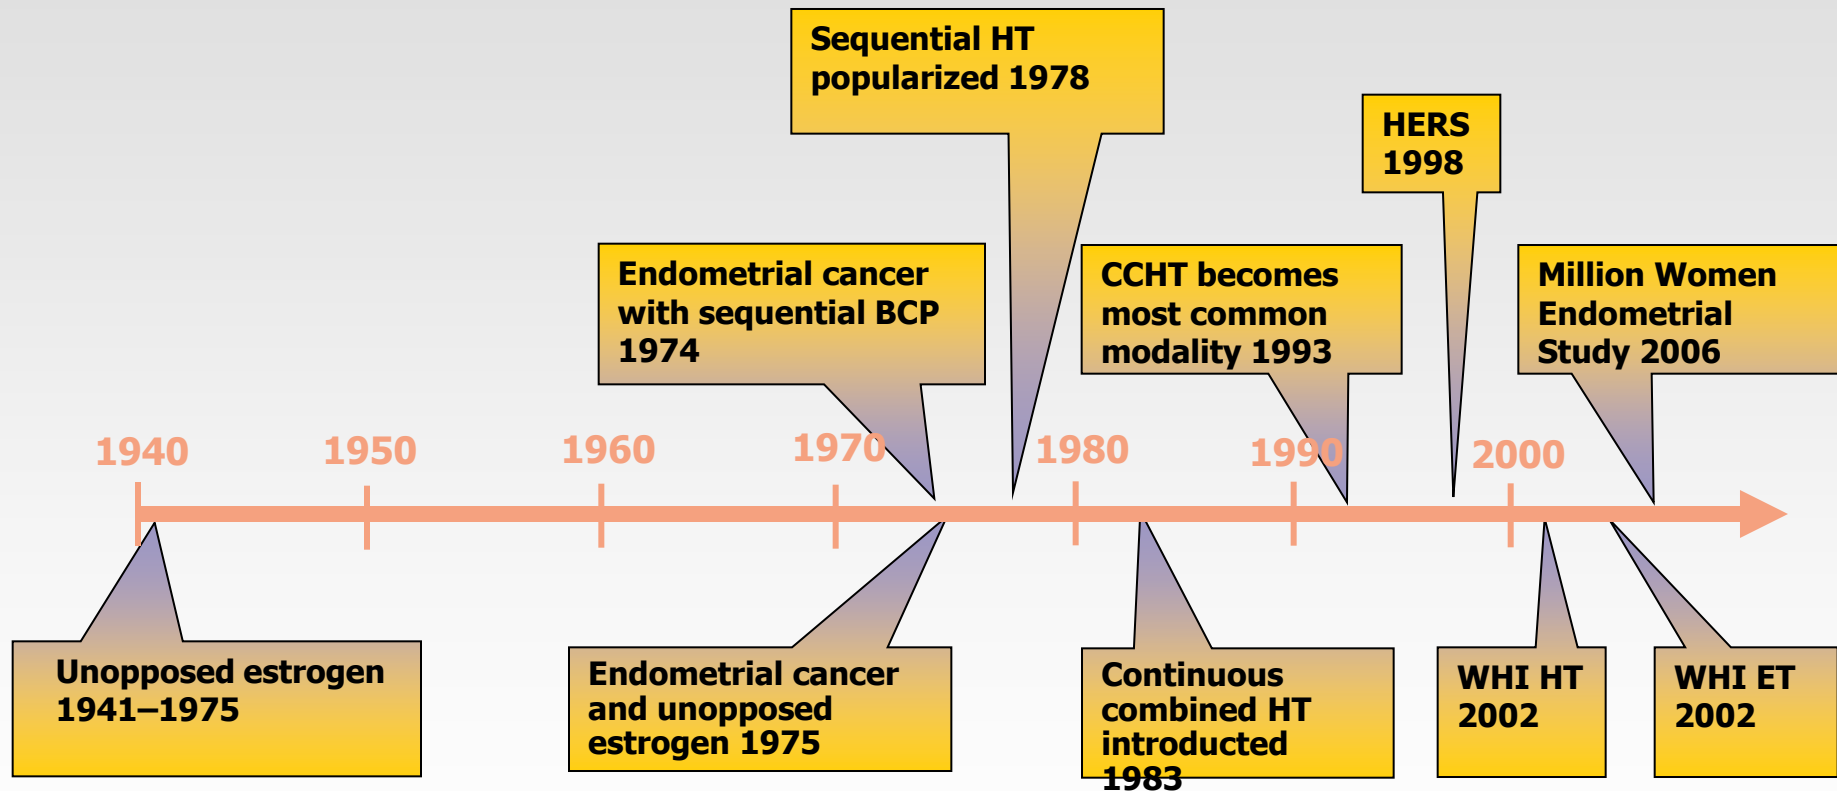 Sequential HT
popularized 1978
HERS
1998
Endometrial cancer
with sequential BCP
1974
CCHT becomes
most common
modality 1993
Million Women
Endometrial
Study 2006
1940
1950
1960
1970
1980
1990
2000
Unopposed estrogen
1941–1975
Endometrial cancer
and unopposed
estrogen 1975
Continuous
combined HT
introducted
1983
WHI HT
2002
WHI ET
2002